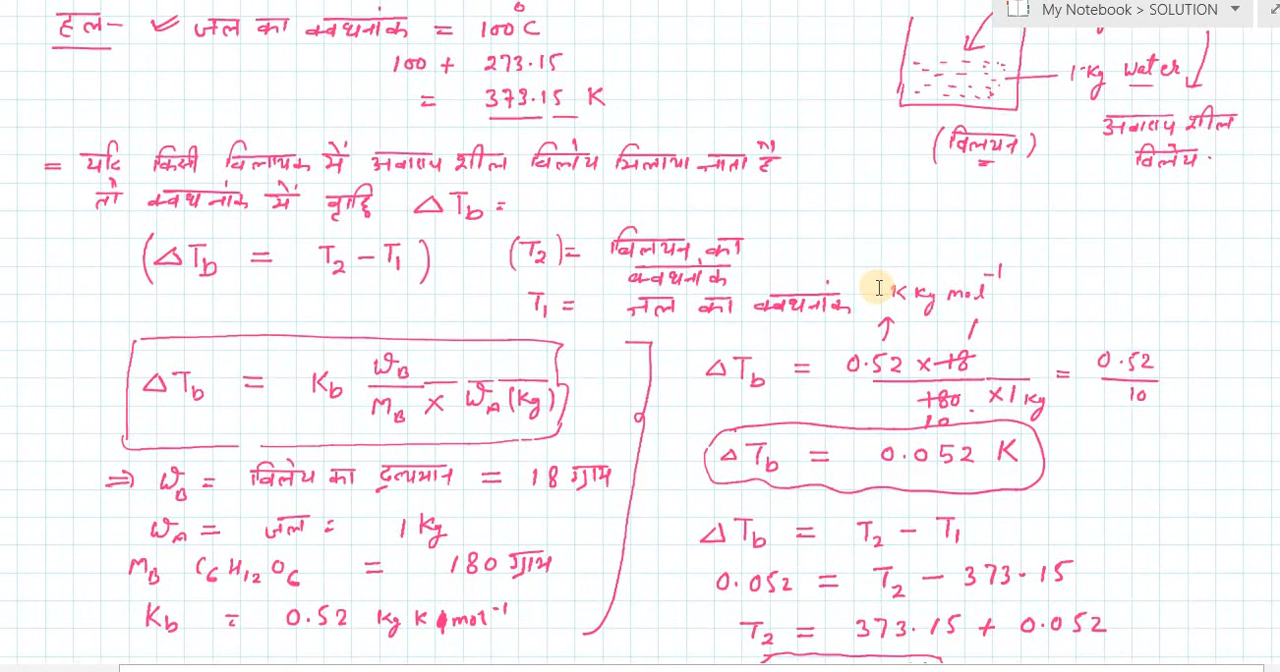 My Notebook > SOLUTION
हल- ✓ जल का क्वथनांक = 100°C
100 + 273.15
= 373.15 K
1-Kg water
(विलयन)
अवाष्पशील
विलेय.
= यदि किसी विलायक में अवाष्पशील विलेय मिलाया जाता है
तो क्वथनांक में वृद्धि ΔTb =
(ΔTb = T2 - T1) (T2) = विलयन का
क्वथनांक
T1 = जल का क्वथनांक
K Kg mol⁻¹
ΔTb = Kb WB / MB × WA (Kg)
ΔTb = 0.52 × 18 / 180 × 1 Kg = 0.52 / 10
10
ΔTb = 0.052 K
⇒ WB = विलेय का द्रव्यमान = 18 ग्राम
WA = जल = 1 Kg
MB C6H12O6 = 180 ग्राम
Kb = 0.52 Kg K mol⁻¹
ΔTb = T2 - T1
0.052 = T2 - 373.15
T2 = 373.15 + 0.052